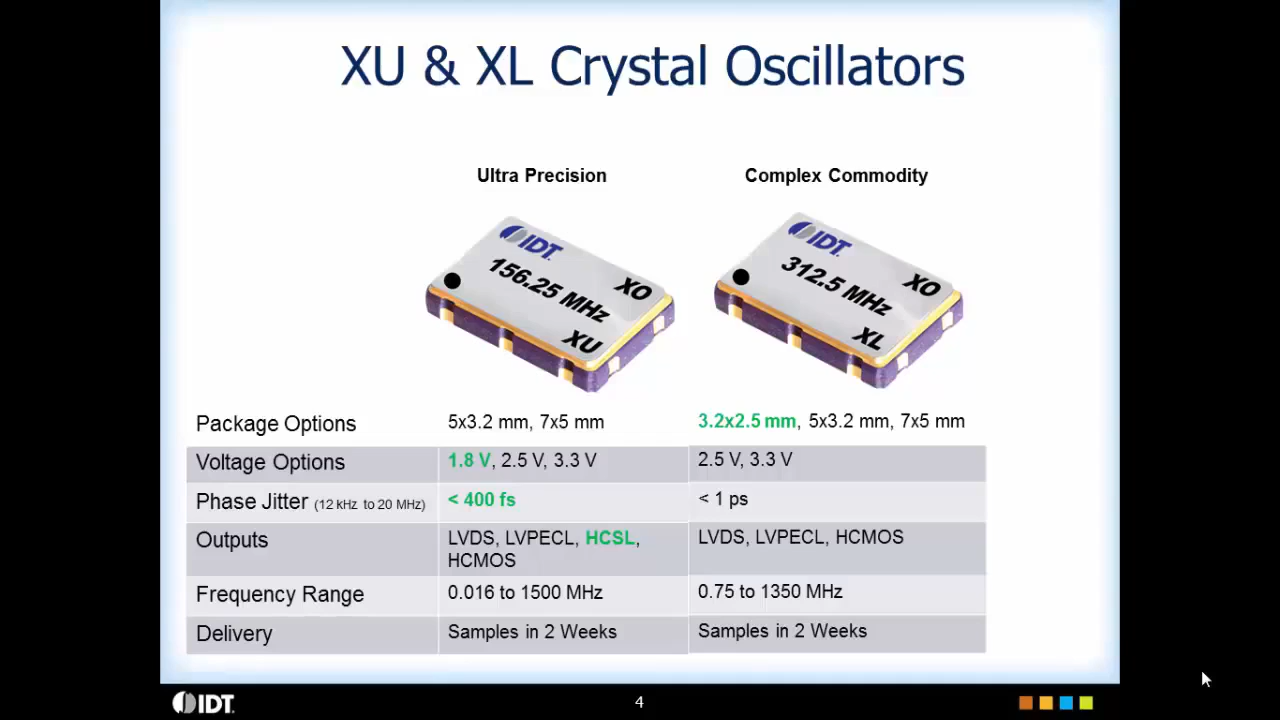 XU & XL Crystal Oscillators
Ultra Precision
Complex Commodity
IDT.
156.25 MHz
XO
XU
IDT.
312.5 MHz
XO
XL
Package Options
5x3.2 mm, 7x5 mm
3.2x2.5 mm, 5x3.2 mm, 7x5 mm
Voltage Options
1.8 V, 2.5 V, 3.3 V
2.5 V, 3.3 V
Phase Jitter (12 kHz to 20 MHz)
< 400 fs
< 1 ps
Outputs
LVDS, LVPECL, HCSL,
HCMOS
LVDS, LVPECL, HCMOS
Frequency Range
0.016 to 1500 MHz
0.75 to 1350 MHz
Delivery
Samples in 2 Weeks
Samples in 2 Weeks
IDT.
4